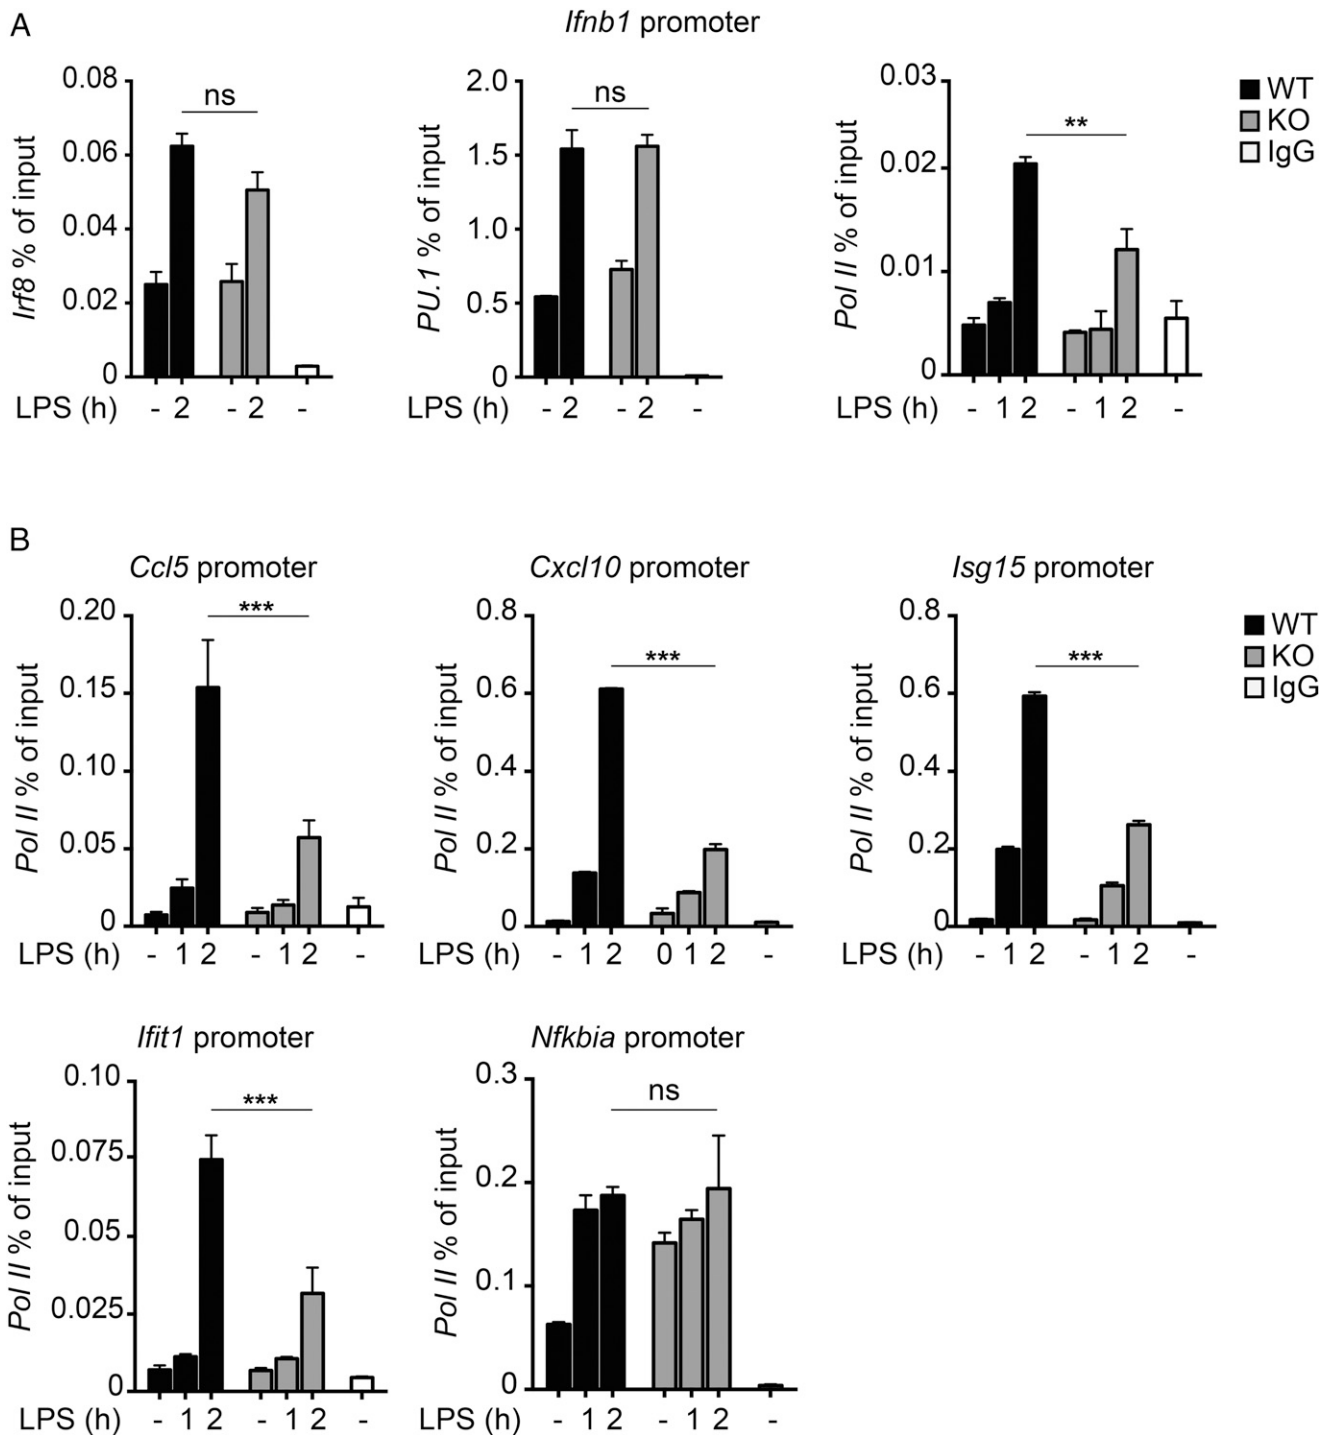 A
Ifnb1 promoter
0.08
0.06
0.04
0.02
0
Irf8 % of input
ns
LPS (h) - 2 - 2 -
2.0
1.5
1.0
0.5
0
PU.1 % of input
ns
- 2 - 2 -
0.03
0.02
0.01
0
Pol II % of input
**
LPS (h) - 1 2 - 1 2 -
WT
KO
IgG
B
Ccl5 promoter
0.20
0.15
0.10
0.05
0
Pol II % of input
***
LPS (h) - 1 2 - 1 2 -
Cxcl10 promoter
0.8
0.6
0.4
0.2
0
Pol II % of input
***
LPS (h) - 1 2 0 1 2 -
Isg15 promoter
0.8
0.6
0.4
0.2
0
Pol II % of input
***
LPS (h) - 1 2 - 1 2 -
WT
KO
IgG
Ifit1 promoter
0.10
0.075
0.05
0.025
0
Pol II % of input
***
LPS (h) - 1 2 - 1 2 -
Nfkbia promoter
0.3
0.2
0.1
0
Pol II % of input
ns
LPS (h) - 1 2 - 1 2 -